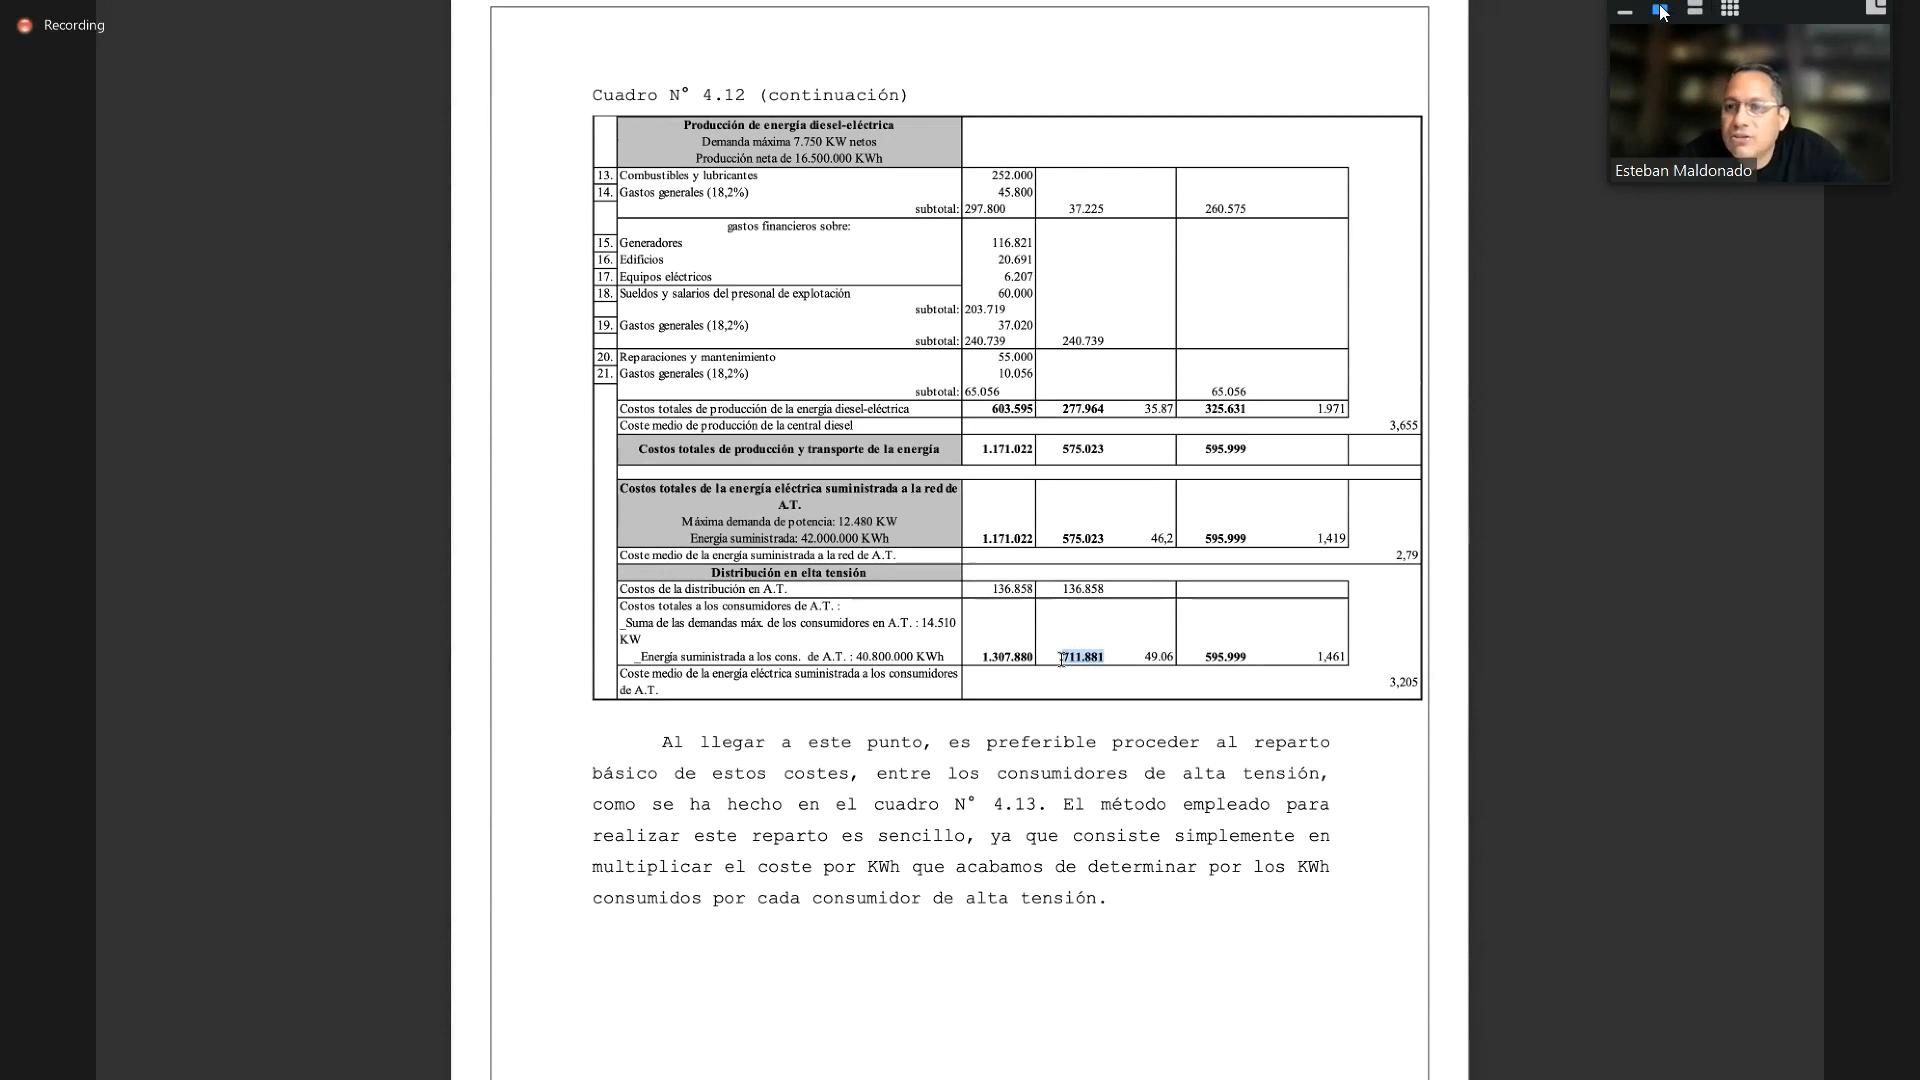 Recording
Esteban Maldonado
Cuadro N° 4.12 (continuación)
Producción de energía diesel-eléctrica
Demanda máxima 7.750 KW netos
Producción neta de 16.500.000 KWh
13. Combustibles y lubricantes 252.000
14. Gastos generales (18,2%) 45.800
subtotal: 297.800 37.225 260.575
gastos financieros sobre:
15. Generadores 116.821
16. Edificios 20.691
17. Equipos eléctricos 6.207
18. Sueldos y salarios del presonal de explotación 60.000
subtotal: 203.719
19. Gastos generales (18,2%) 37.020
subtotal: 240.739 240.739
20. Reparaciones y mantenimiento 55.000
21. Gastos generales (18,2%) 10.056
subtotal: 65.056 65.056
Costos totales de producción de la energía diesel-eléctrica 603.595 277.964 35.87 325.631 1.971
Coste medio de producción de la central diesel 3,655
Costos totales de producción y transporte de la energía 1.171.022 575.023 595.999
Costos totales de la energía eléctrica suministrada a la red de
A.T.
Máxima demanda de potencia: 12.480 KW
Energía suministrada: 42.000.000 KWh 1.171.022 575.023 46,2 595.999 1,419
Coste medio de la energía suministrada a la red de A.T. 2,79
Distribución en elta tensión
Costos de la distribución en A.T. 136.858 136.858
Costos totales a los consumidores de A.T. :
_Suma de las demandas máx. de los consumidores en A.T. : 14.510
KW
_Energía suministrada a los cons. de A.T. : 40.800.000 KWh 1.307.880 711.881 49.06 595.999 1,461
Coste medio de la energía eléctrica suministrada a los consumidores
de A.T. 3,205
Al llegar a este punto, es preferible proceder al reparto
básico de estos costes, entre los consumidores de alta tensión,
como se ha hecho en el cuadro N° 4.13. El método empleado para
realizar este reparto es sencillo, ya que consiste simplemente en
multiplicar el coste por KWh que acabamos de determinar por los KWh
consumidos por cada consumidor de alta tensión.